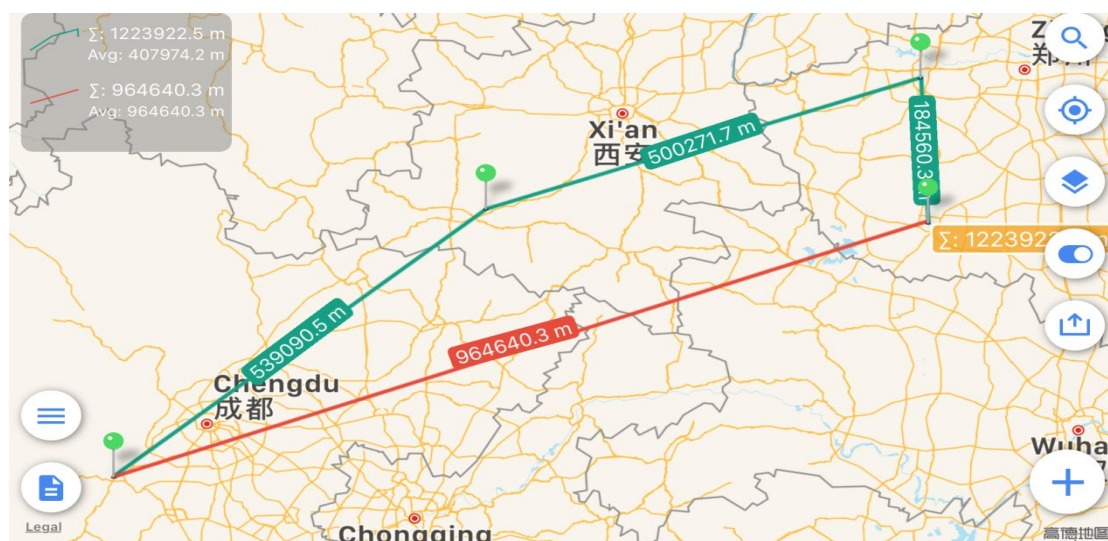 ∑: 1223922.5 m
Avg: 407974.2 m
∑: 964640.3 m
Avg: 964640.3 m
Xi'an
西安
500271.7 m
184560.3
∑: 122392
539090.5 m
964640.3 m
Chengdu
成都
Chongqing
Legal
高德地圖